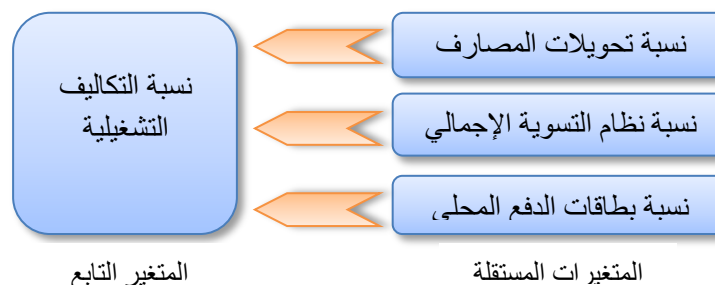 نسبة تحويلات المصارف
نسبة نظام التسوية الإجمالي
نسبة بطاقات الدفع المحلي
نسبة التكاليف
التشغيلية
المتغيرات المستقلة
المتغير التابع